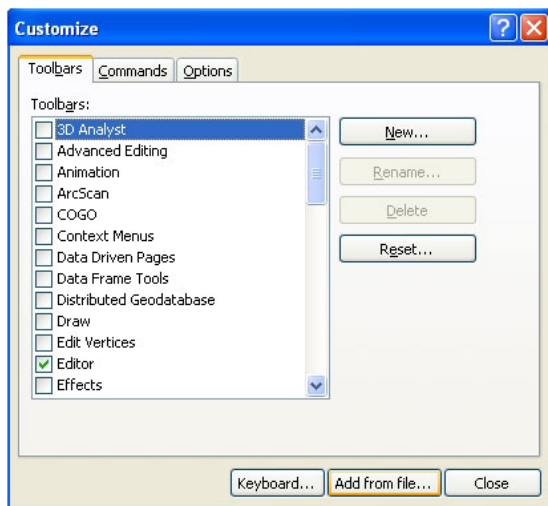 Customize
Toolbars Commands Options
Toolbars:
3D Analyst
Advanced Editing
Animation
ArcScan
COGO
Context Menus
Data Driven Pages
Data Frame Tools
Distributed Geodatabase
Draw
Edit Vertices
Editor
Effects
New...
Rename...
Delete
Reset...
Keyboard... Add from file... Close